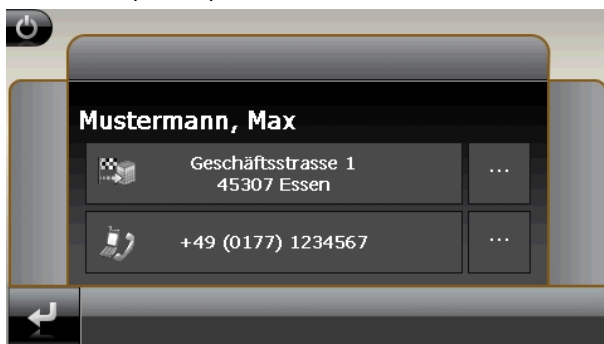 Mustermann, Max
Geschäftsstrasse 1
45307 Essen
...
+49 (0177) 1234567
...